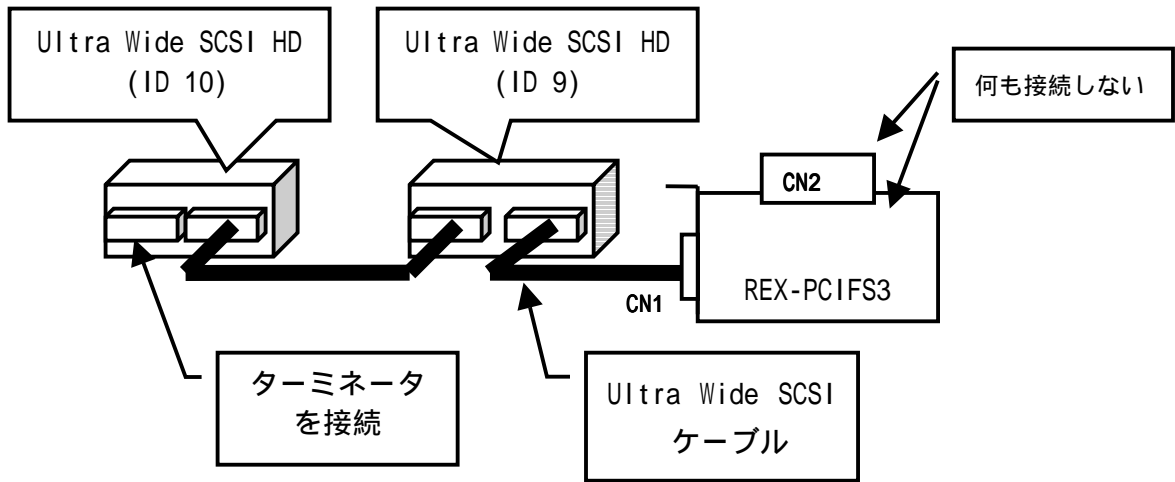 Ultra Wide SCSI HD
(ID 10)
Ultra Wide SCSI HD
(ID 9)
何も接続しない
CN2
REX-PCIFS3
CN1
ターミネータ
を接続
Ultra Wide SCSI
ケーブル